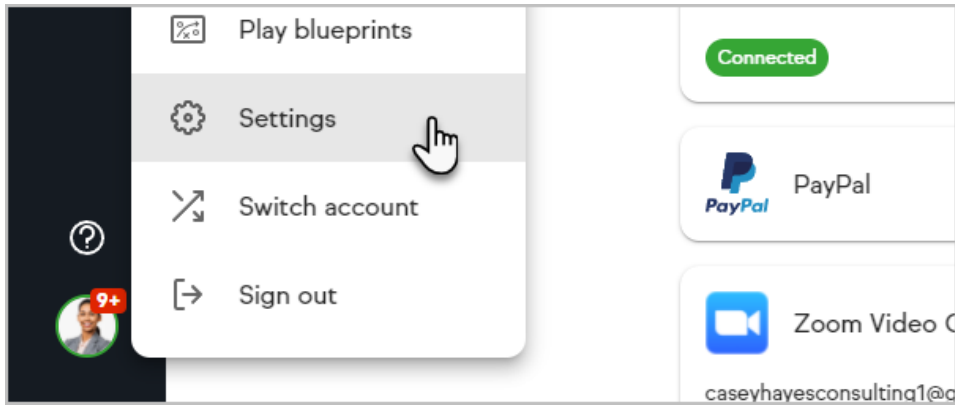 Play blueprints
Settings
Switch account
Sign out
9+
Connected
PayPal
PayPal
Zoom Video
caseyhayesconsulting1@